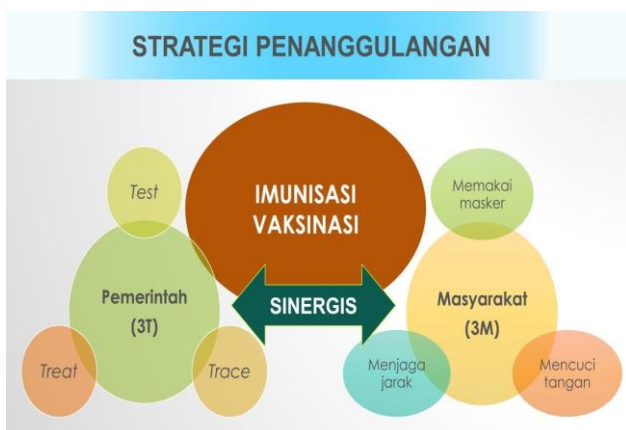 STRATEGI PENANGGULANGAN
IMUNISASI
VAKSINASI
SINERGIS
Test
Pemerintah
(3T)
Treat
Trace
Memakai
masker
Masyarakat
(3M)
Menjaga
jarak
Mencuci
tangan